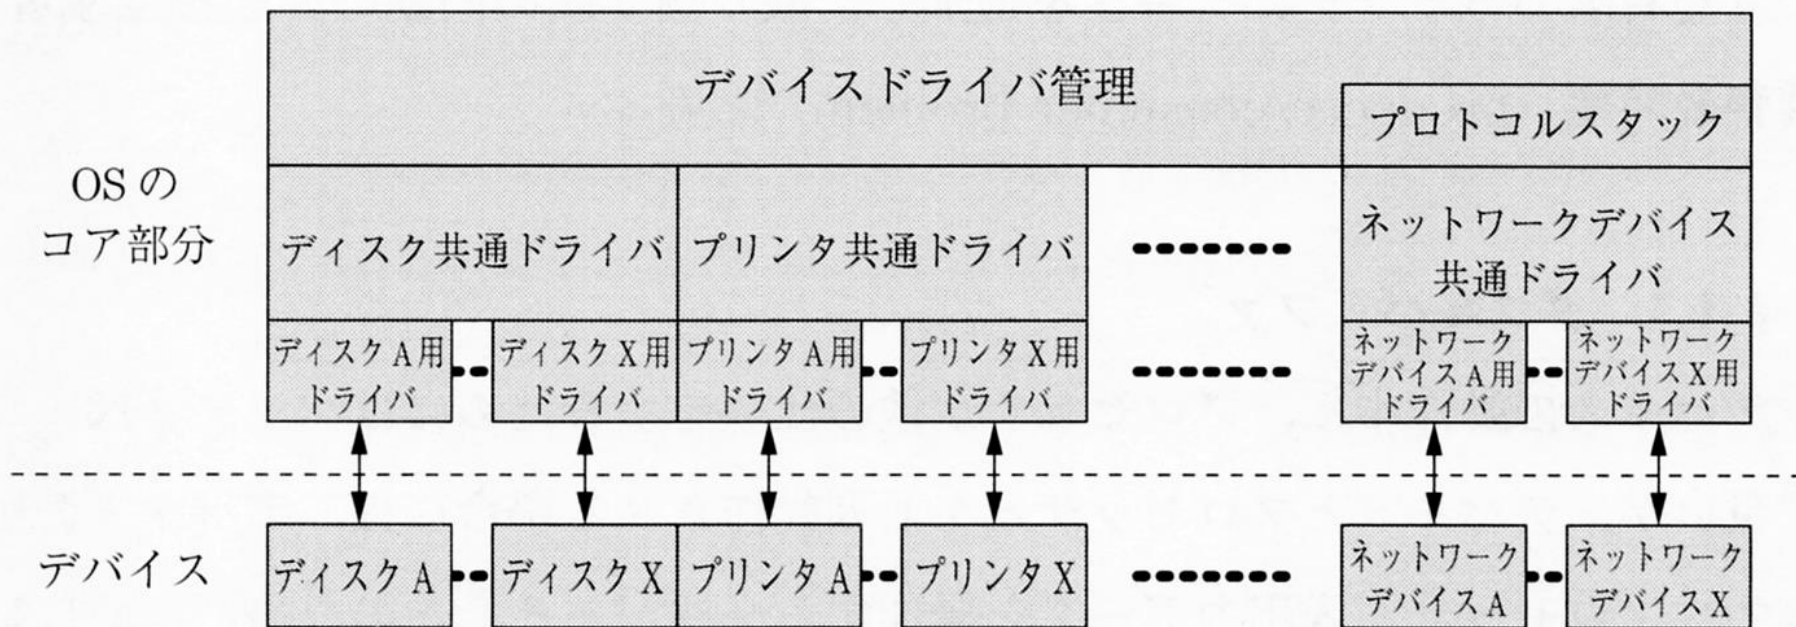 デバイスドライバ管理
プロトコルスタック
OSの
コア部分
ディスク共通ドライバ
プリンタ共通ドライバ
ネットワークデバイス
共通ドライバ
ディスクA用
ドライバ
ディスクX用
ドライバ
プリンタA用
ドライバ
プリンタX用
ドライバ
ネットワーク
デバイスA用
ドライバ
ネットワーク
デバイスX用
ドライバ
デバイス
ディスクA
ディスクX
プリンタA
プリンタX
ネットワーク
デバイスA
ネットワーク
デバイスX